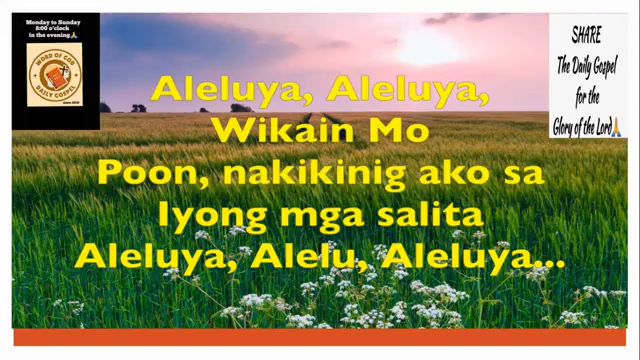 Monday to Sunday
8:00 o'clock
in the evening🙏
WORD OF GOD
DAILY GOSPEL
SHARE
The Daily Gospel
for the
Glory of the Lord🙏
Aleluya, Aleluya,
Wikain Mo
Poon, nakikinig ako sa
Iyong mga salita
Aleluya, Alelu, Aleluya...